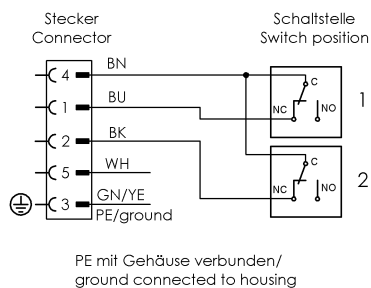 Stecker
Connector
Schaltstelle
Switch position
4 BN
1 BU
2 BK
5 WH
3 GN/YE
PE/ground
C
NC NO
1
C
NC NO
2
PE mit Gehäuse verbunden/
ground connected to housing